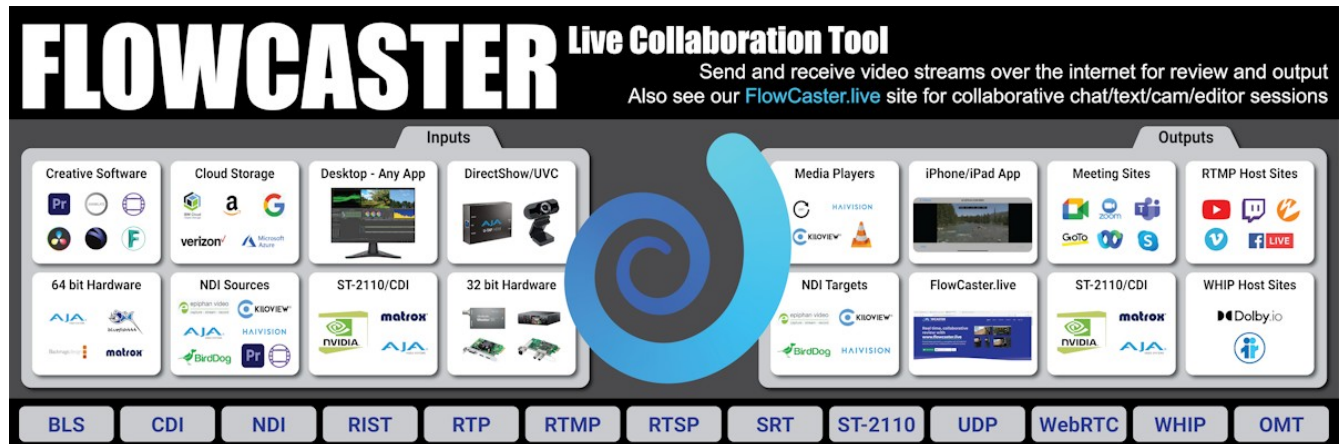 FLOWCASTER
Live Collaboration Tool
Send and receive video streams over the internet for review and output
Also see our FlowCaster.live site for collaborative chat/text/cam/editor sessions
Inputs
Creative Software
Pr
Cloud Storage
a
G
verizon
Microsoft
Azure
Desktop - Any App
DirectShow/UVC
AJA
64 bit Hardware
AJA
matrox
NDI Sources
epiphan video
KILOVIEW
AJA
HAIVISION
BirdDog
Pr
ST-2110/CDI
NVIDIA
matrox
AJA
32 bit Hardware
Outputs
Media Players
HAIVISION
KILOVIEW
iPhone/iPad App
Meeting Sites
zoom
GoTo
S
RTMP Host Sites
LIVE
NDI Targets
epiphan video
KILOVIEW
BirdDog
HAIVISION
FlowCaster.live
ST-2110/CDI
NVIDIA
matrox
AJA
WHIP Host Sites
Dolby.io
BLS
CDI
NDI
RIST
RTP
RTMP
RTSP
SRT
ST-2110
UDP
WebRTC
WHIP
OMT